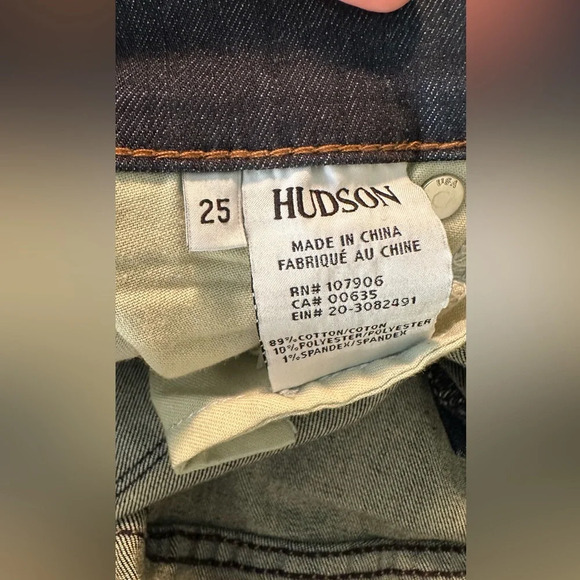 25
HUDSON
USA
MADE IN CHINA
FABRIQUÉ AU CHINE
RN# 107906
CA# 00635
EIN# 20-3082491
89% COTTON/COTON
10% POLYESTER/POLYESTER
1% SPANDEX/SPANDEX